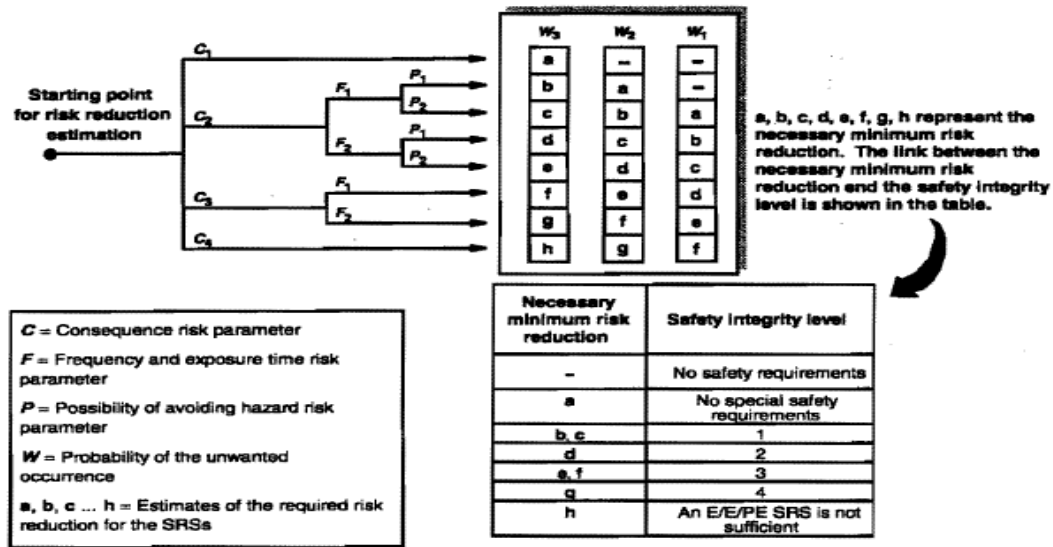 W3 W2 W1
C1
a – –
Starting point
for risk reduction
estimation
F1
P1
b a –
P2
c b a
C2
F2
P1
d c b
P2
e d c
C3
F1
f e d
F2
g f e
C4
h g f
a, b, c, d, e, f, g, h represent the
necessary minimum risk
reduction. The link between the
necessary minimum risk
reduction end the safety integrity
level is shown in the table.
C = Consequence risk parameter
F = Frequency and exposure time risk
parameter
P = Possibility of avoiding hazard risk
parameter
W = Probability of the unwanted
occurrence
a, b, c ... h = Estimates of the required risk
reduction for the SRSs
Necessary
minimum risk
reduction
Safety integrity level
– No safety requirements
a No special safety
requirements
b, c 1
d 2
e, f 3
g 4
h An E/E/PE SRS is not
sufficient